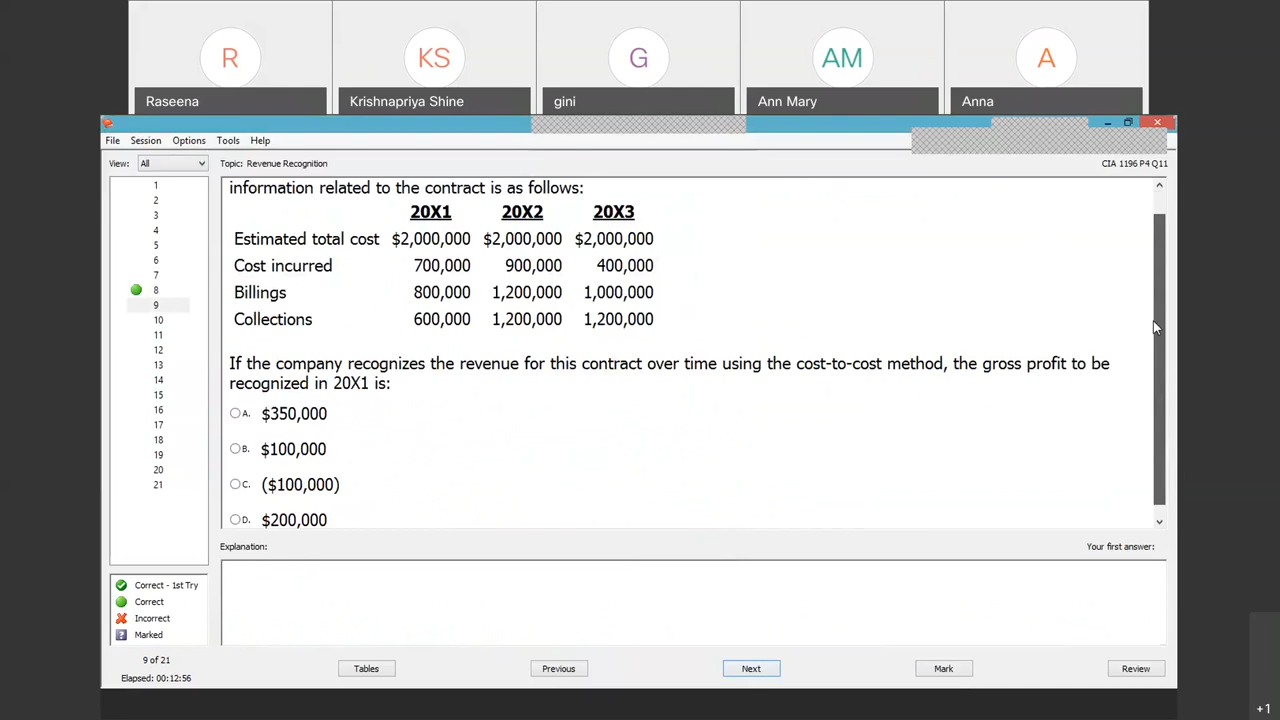 R KS G AM A
Raseena Krishnapriya Shine gini Ann Mary Anna
File Session Options Tools Help
View: All Topic: Revenue Recognition CIA 1196 P4 Q11
1
2
3
4
5
6
7
8
9
10
11
12
13
14
15
16
17
18
19
20
21
information related to the contract is as follows:
20X1 20X2 20X3
Estimated total cost $2,000,000 $2,000,000 $2,000,000
Cost incurred 700,000 900,000 400,000
Billings 800,000 1,200,000 1,000,000
Collections 600,000 1,200,000 1,200,000
If the company recognizes the revenue for this contract over time using the cost-to-cost method, the gross profit to be
recognized in 20X1 is:
A. $350,000
B. $100,000
C. ($100,000)
D. $200,000
Explanation: Your first answer:
Correct - 1st Try
Correct
Incorrect
? Marked
9 of 21
Elapsed: 00:12:56
Tables Previous Next Mark Review
+1